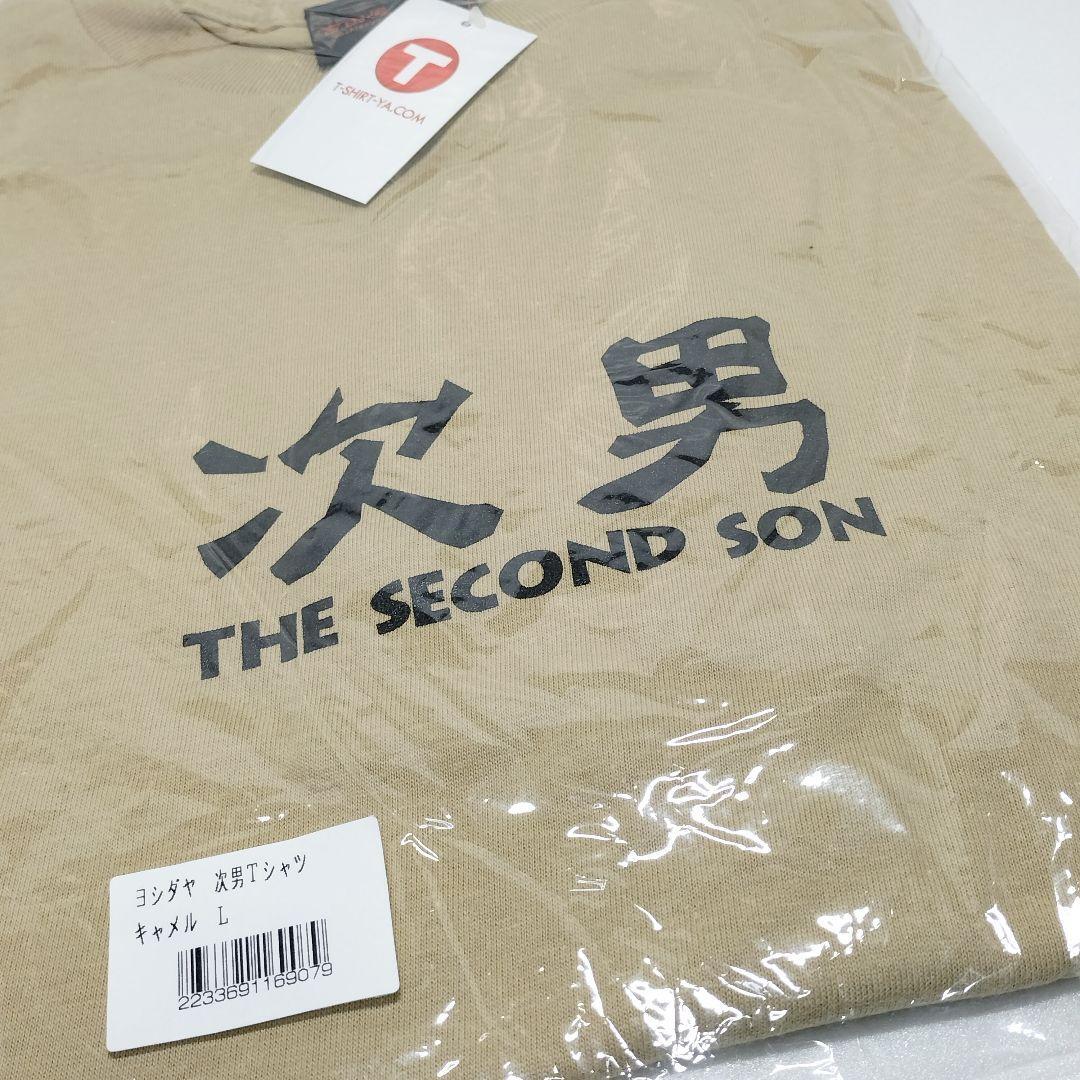 T
T-SHIRT-YA.COM
次男
THE SECOND SON
ヨシダヤ 次男Tシャツ
キャメル L
2233691169079